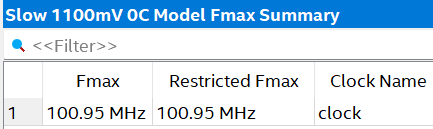 Slow 1100mV 0C Model Fmax Summary
<<Filter>>
Fmax Restricted Fmax Clock Name
1 100.95 MHz 100.95 MHz clock